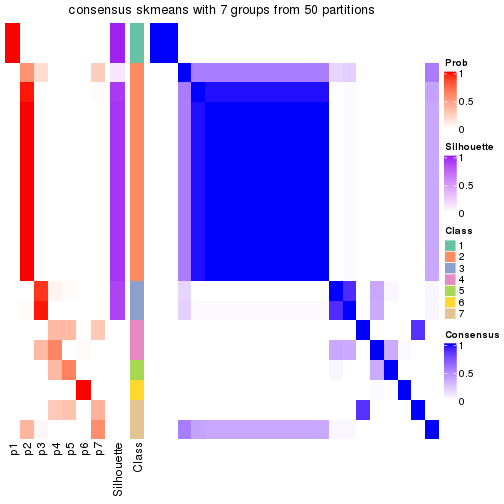 consensus skmeans with 7 groups from 50 partitions
Prob
1
0.5
0
Silhouette
1
0.5
0
Class
1
2
3
4
5
6
7
Consensus
1
0.5
0
p1
p2
p3
p4
p5
p6
p7
Silhouette
Class